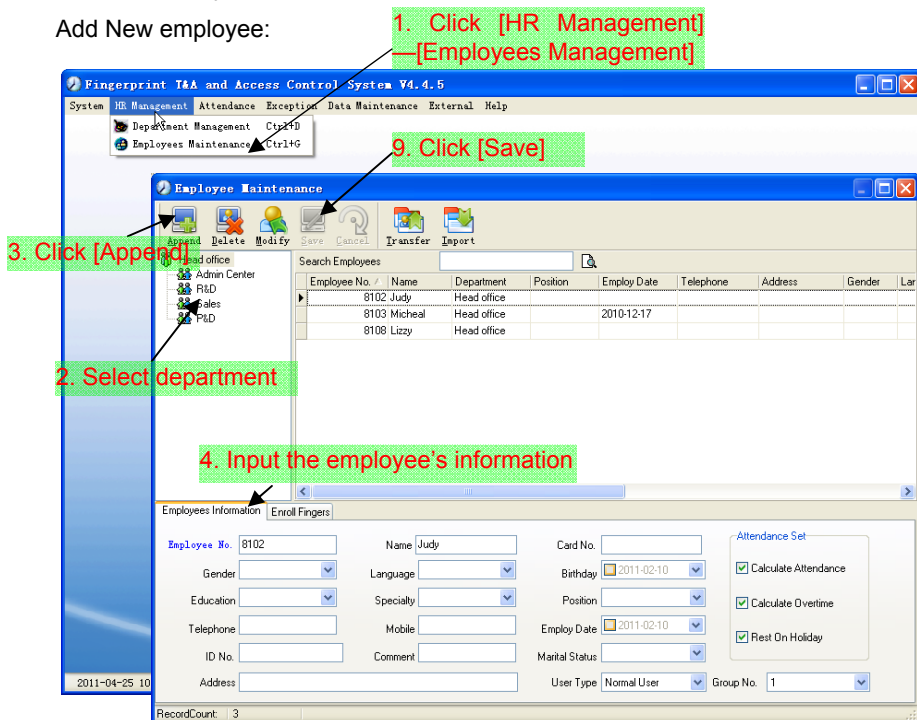 Add New employee:
1. Click [HR Management]
—[Employees Management]
Fingerprint T&A and Access Control System V4.4.5
System HR Management Attendance Exception Data Maintenance External Help
Department Management Ctrl+D
Employees Maintenance Ctrl+G
9. Click [Save]
Employee Maintenance
Append Delete Modify Save Cancel Transfer Import
3. Click [Append]
Head office
Admin Center
R&D
Sales
P&D
2. Select department
Search Employees
Employee No. Name Department Position Employ Date Telephone Address Gender Lar
8102 Judy Head office
8103 Micheal Head office 2010-12-17
8108 Lizzy Head office
4. Input the employee's information
Employees Information Enroll Fingers
Employee No. 8102 Name Judy Card No. Attendance Set
Gender Language Birthday 2011-02-10 Calculate Attendance
Education Specialty Position Calculate Overtime
Telephone Mobile Employ Date 2011-02-10 Rest On Holiday
ID No. Comment Marital Status
Address User Type Normal User Group No. 1
2011-04-25 10
RecordCount: 3